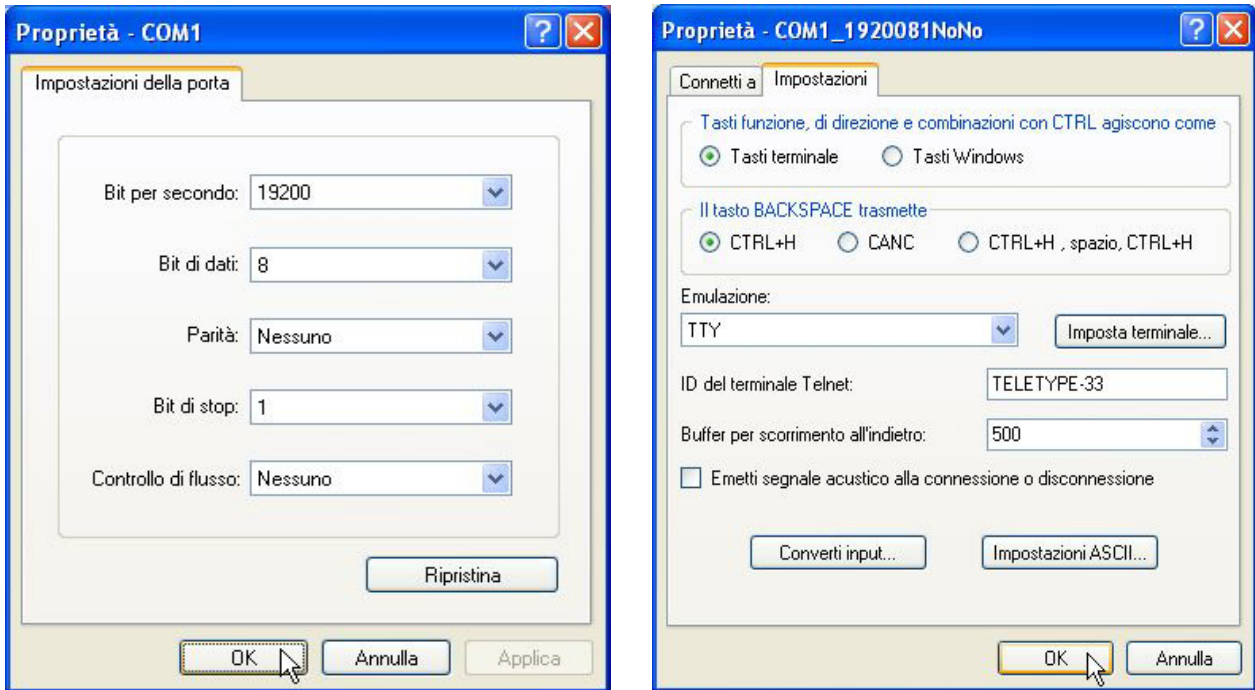 Proprietà - COM1
Impostazioni della porta
Bit per secondo: 19200
Bit di dati: 8
Parità: Nessuno
Bit di stop: 1
Controllo di flusso: Nessuno
Ripristina
OK Annulla Applica
Proprietà - COM1_1920081NoNo
Connetti a Impostazioni
Tasti funzione, di direzione e combinazioni con CTRL agiscono come
Tasti terminale Tasti Windows
Il tasto BACKSPACE trasmette
CTRL+H CANC CTRL+H , spazio, CTRL+H
Emulazione:
TTY Imposta terminale...
ID del terminale Telnet: TELETYPE-33
Buffer per scorrimento all'indietro: 500
Emetti segnale acustico alla connessione o disconnessione
Converti input... Impostazioni ASCII...
OK Annulla